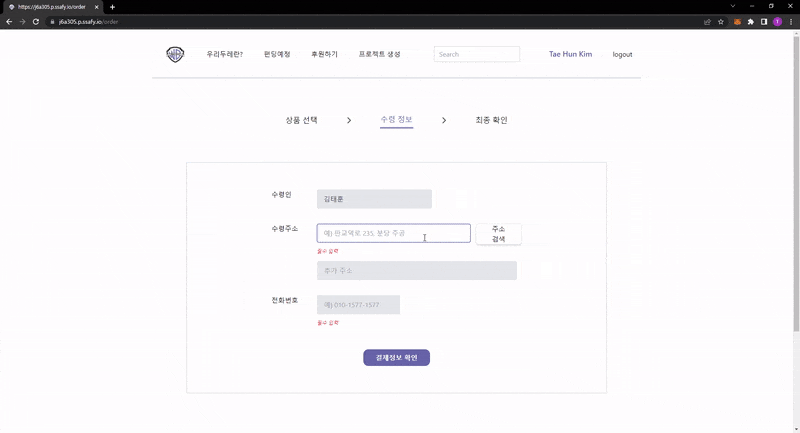 https://j6a305.p.ssafy.io/order
j6a305.p.ssafy.io/order
우리두레란? 펀딩예정 후원하기 프로젝트 생성 Search Tae Hun Kim logout
상품 선택 > 수령 정보 > 최종 확인
수령인 김태훈
수령주소 예) 판교역로 235, 분당 주공 주소 검색
필수 입력
추가 주소
전화번호 예) 010-1577-1577
필수 입력
결제정보 확인